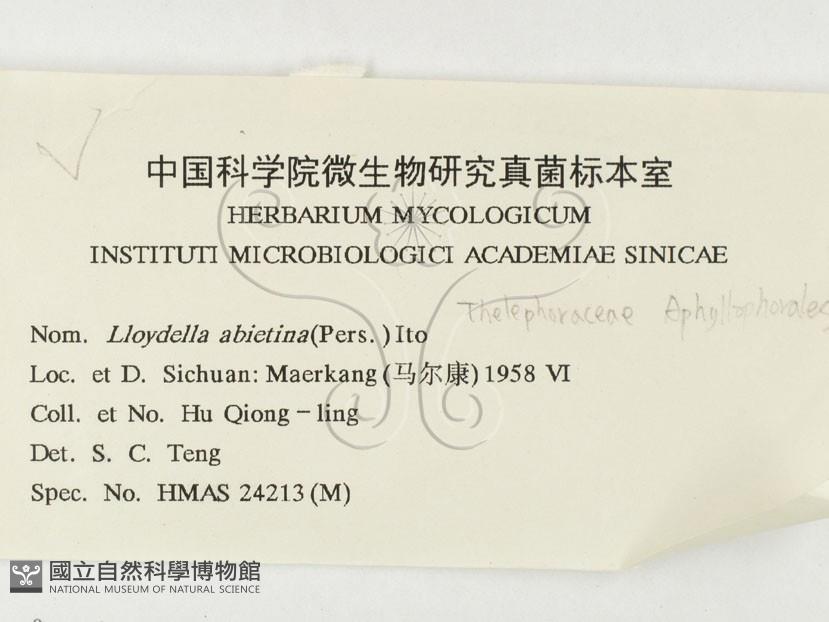 中国科学院微生物研究真菌标本室
HERBARIUM MYCOLOGICUM
INSTITUTI MICROBIOLOGICI ACADEMIAE SINICAE
Thelephoraceae Aphyllophorales
Nom. Lloydella abietina(Pers.)Ito
Loc. et D. Sichuan: Maerkang(马尔康)1958 VI
Coll. et No. Hu Qiong-ling
Det. S. C. Teng
Spec. No. HMAS 24213(M)
國立自然科學博物館
NATIONAL MUSEUM OF NATURAL SCIENCE